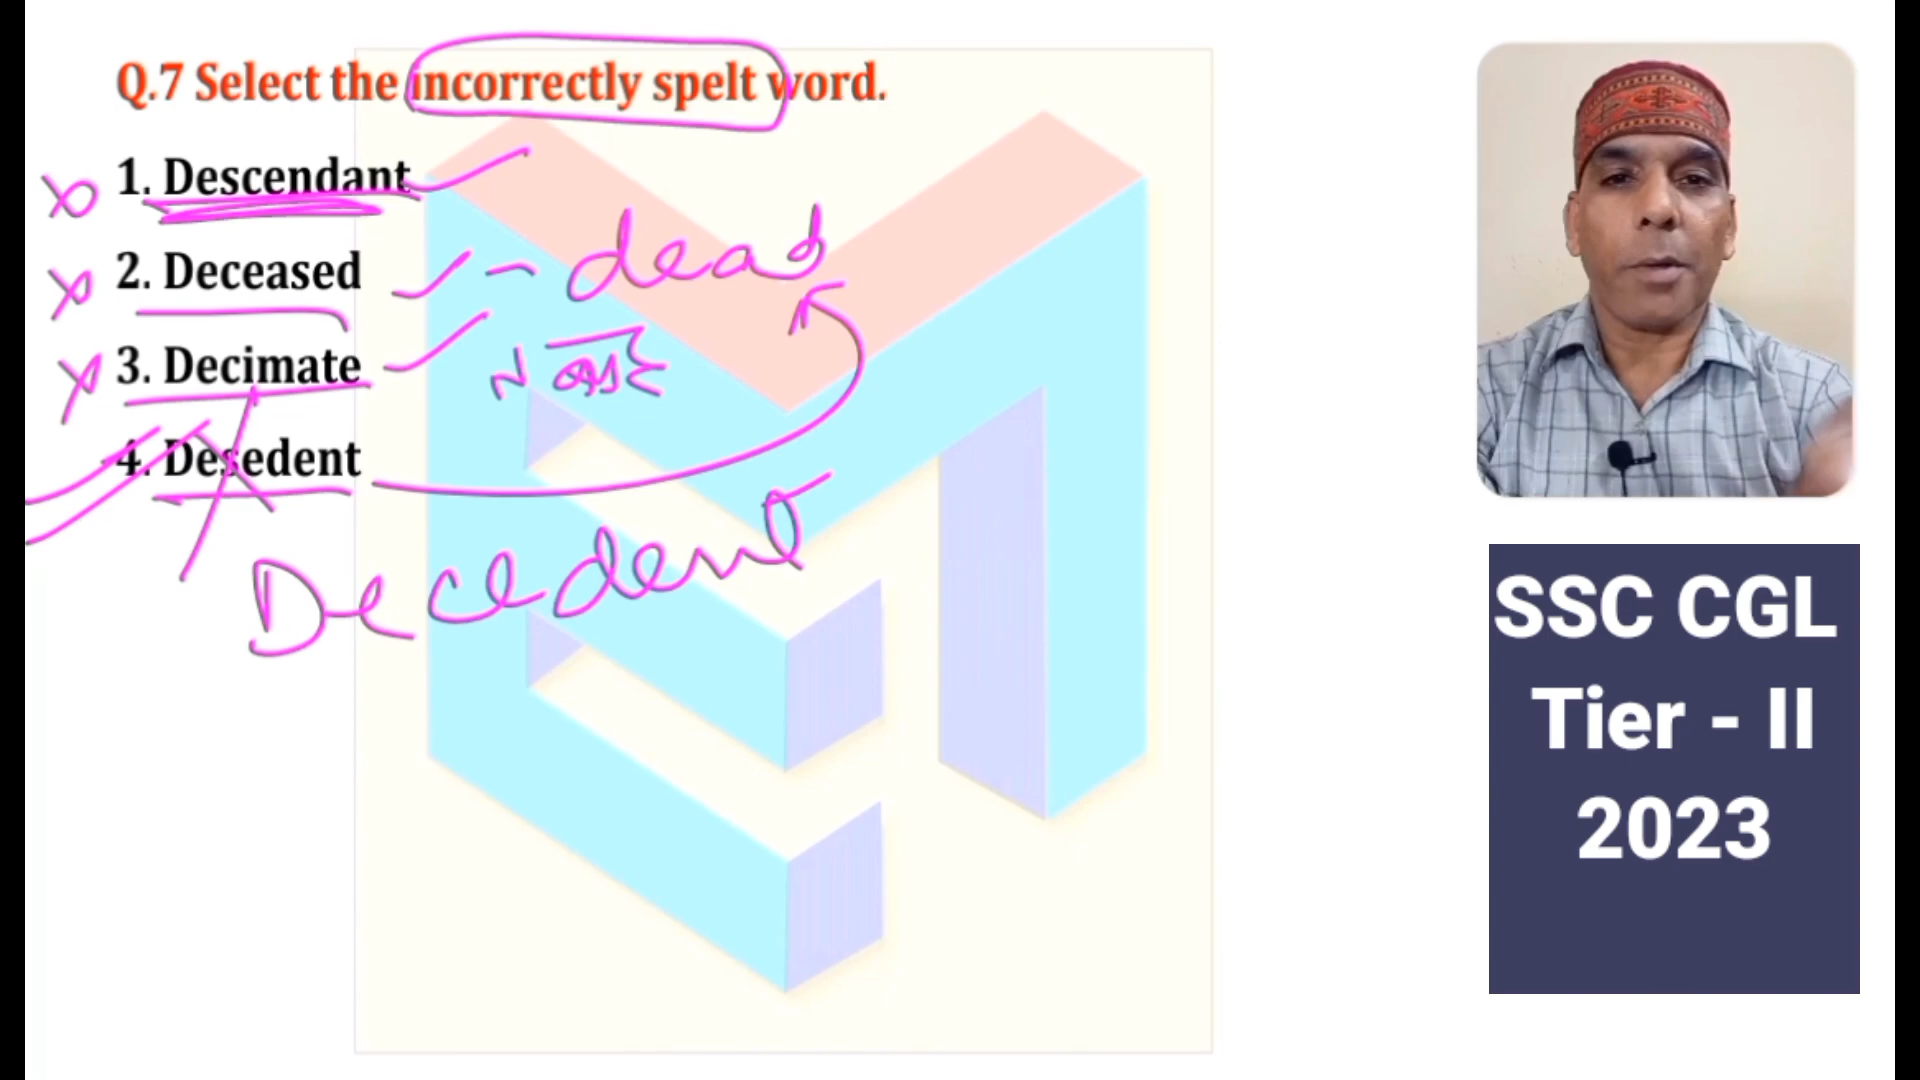 Q.7 Select the incorrectly spelt word.
1. Descendant
2. Deceased - dead
3. Decimate
4. Desedent
Decedent
SSC CGL
Tier - II
2023